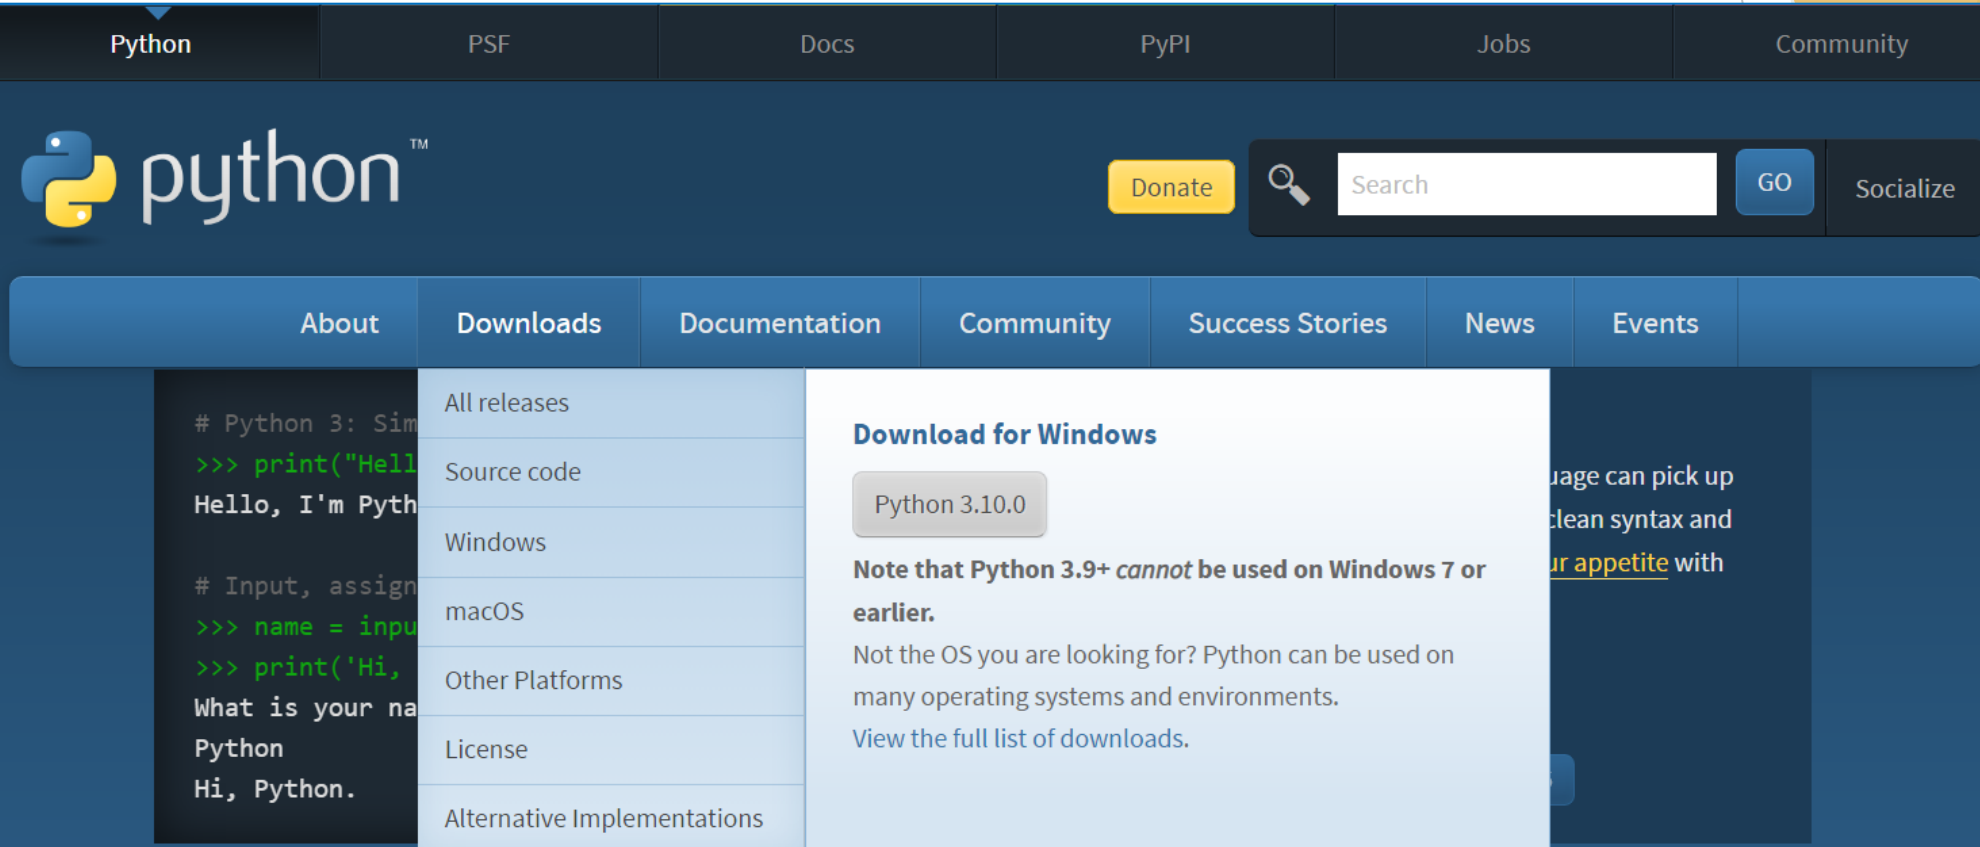 Python PSF Docs PyPI Jobs Community
python™
Donate Search GO Socialize
About Downloads Documentation Community Success Stories News Events
# Python 3: Sim
>>> print("Hell
Hello, I'm Pyth
# Input, assign
>>> name = inpu
>>> print('Hi,
What is your na
Python
Hi, Python.
All releases
Source code
Windows
macOS
Other Platforms
License
Alternative Implementations
Download for Windows
Python 3.10.0
Note that Python 3.9+ cannot be used on Windows 7 or
earlier.
Not the OS you are looking for? Python can be used on
many operating systems and environments.
View the full list of downloads.
uage can pick up
clean syntax and
ur appetite with